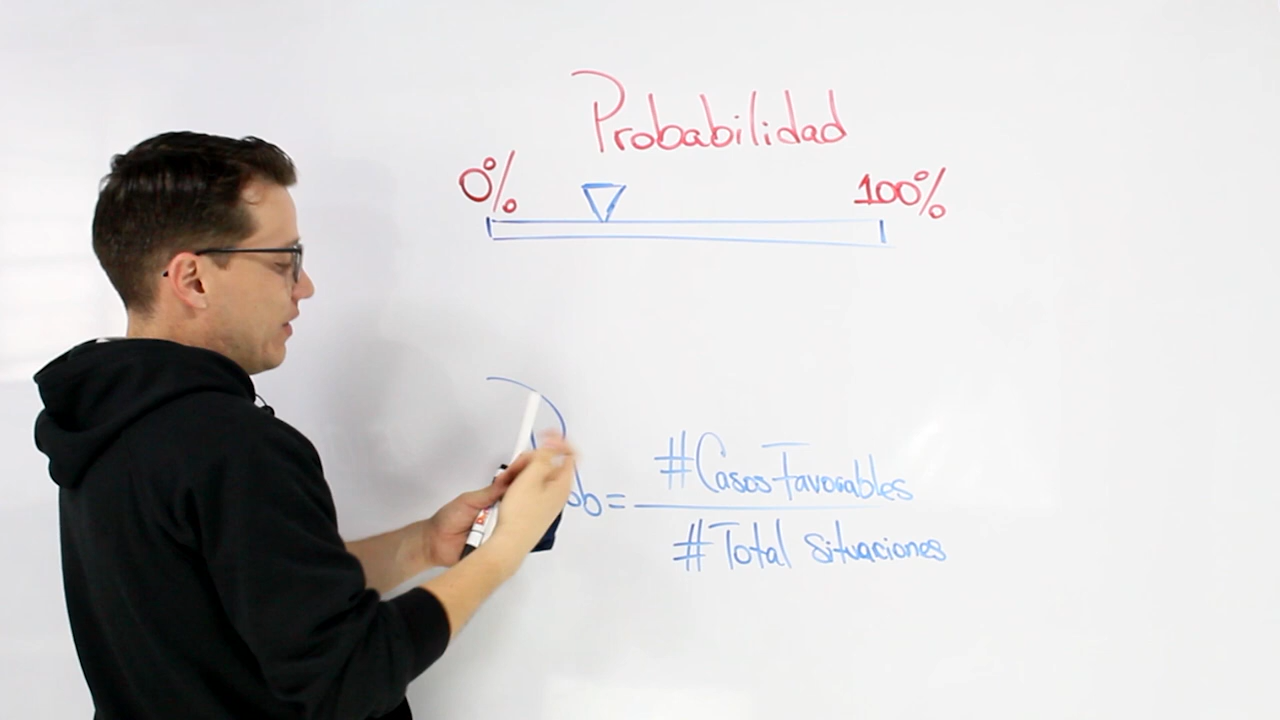 Probabilidad
0% 100%
#Casos Favorables
=
#Total Situaciones